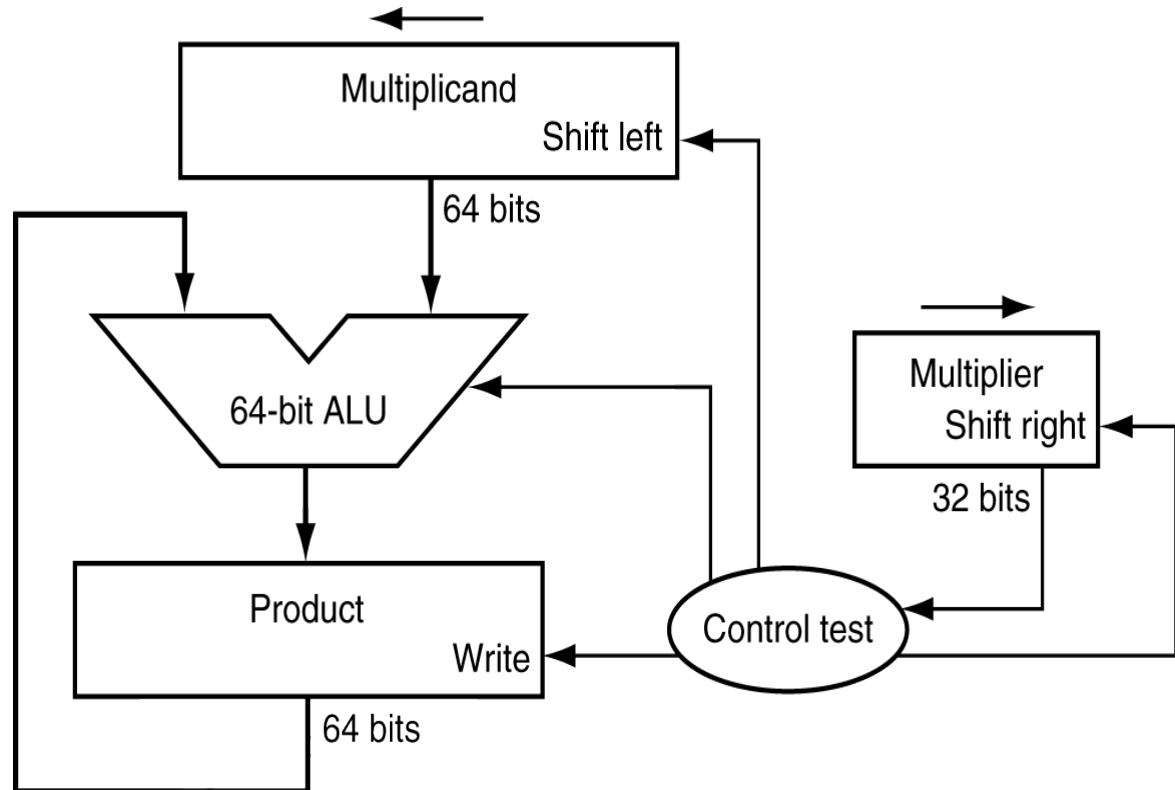 Multiplicand
Shift left
64 bits
64-bit ALU
Multiplier
Shift right
32 bits
Product
Write
Control test
64 bits